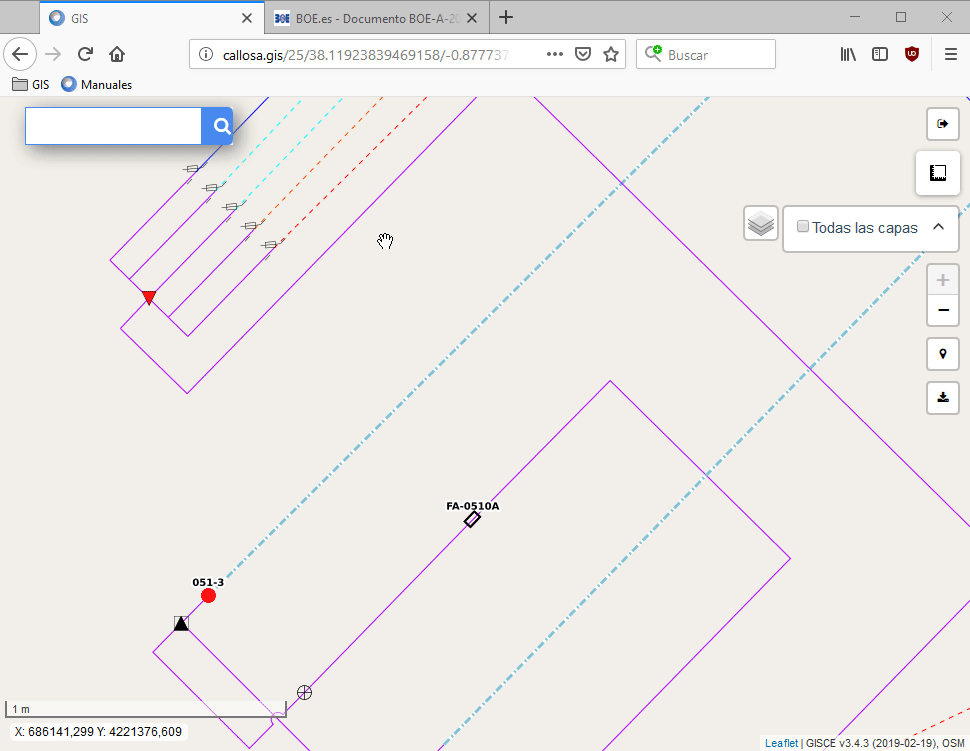 GIS
BOE.es - Documento BOE-A-20
callosa.gis/25/38.11923839469158/-0.877737
Buscar
GIS
Manuales
Todas las capas
FA-0510A
051-3
1 m
X: 686141,299 Y: 4221376,609
Leaflet | GISCE v3.4.3 (2019-02-19), OSM